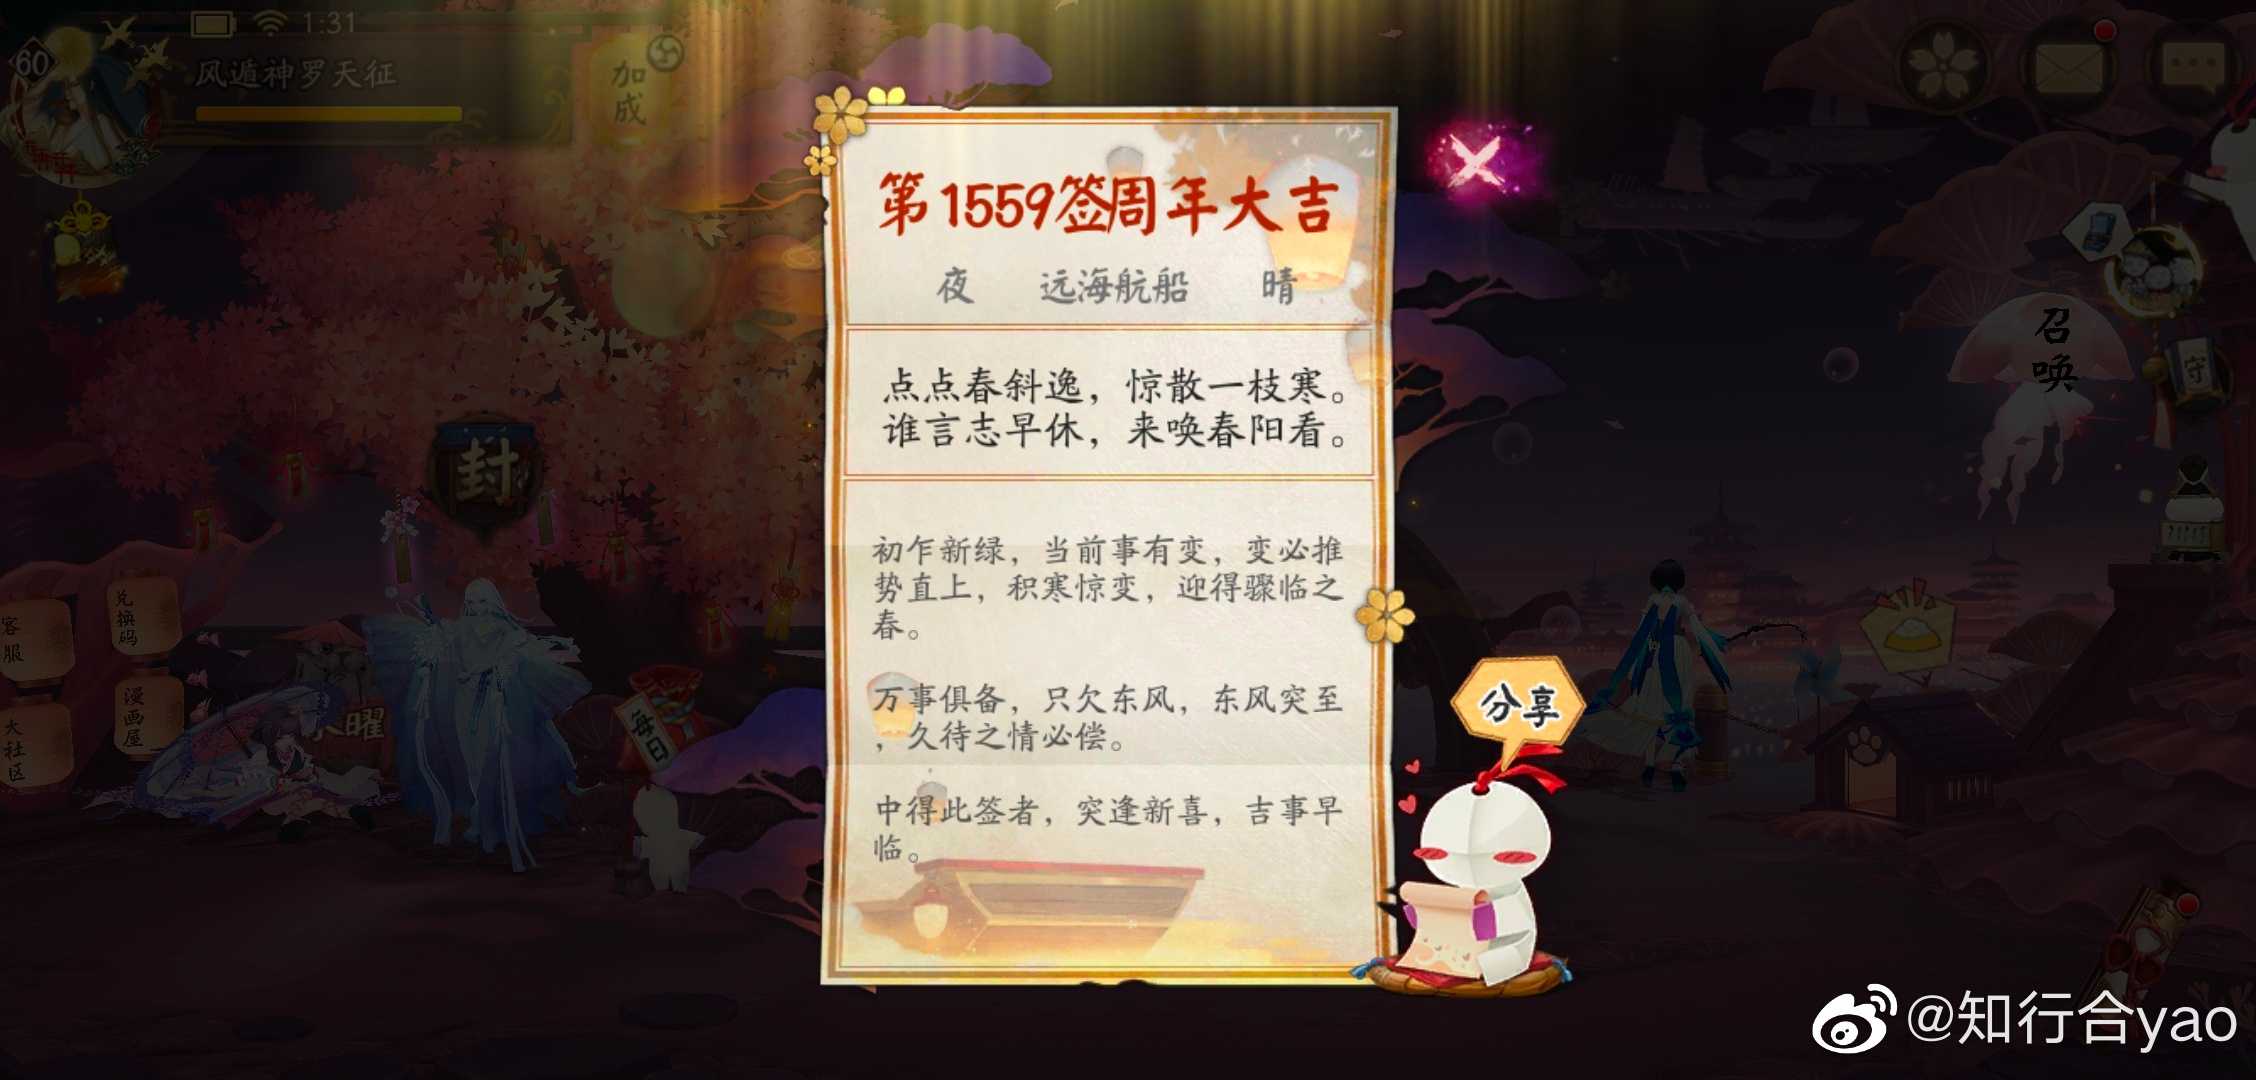 1:31
60
风遁神罗天征
加成
第1559签周年大吉
夜 远海航船 晴
点点春斜逸，惊散一枝寒。
谁言志早休，来唤春阳看。
初乍新绿，当前事有变，变必推
势直上，积寒惊变，迎得骤临之
春。
万事俱备，只欠东风，东风突至
，久待之情必偿。
中得此签者，突逢新喜，吉事早
临。
封
召唤
守
客服
兑换码
大社区
漫画屋
曜
每日
分享
@知行合yao